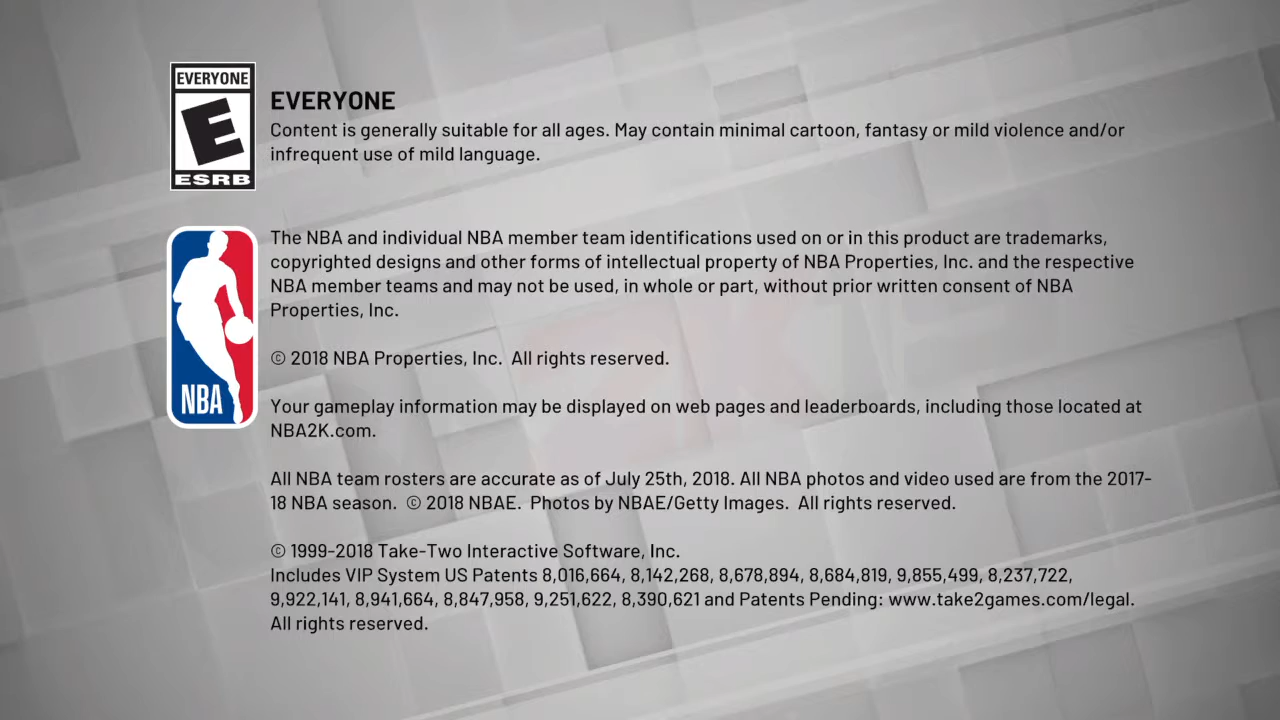 EVERYONE
E
ESRB
EVERYONE
Content is generally suitable for all ages. May contain minimal cartoon, fantasy or mild violence and/or
infrequent use of mild language.
NBA
The NBA and individual NBA member team identifications used on or in this product are trademarks,
copyrighted designs and other forms of intellectual property of NBA Properties, Inc. and the respective
NBA member teams and may not be used, in whole or part, without prior written consent of NBA
Properties, Inc.
© 2018 NBA Properties, Inc.  All rights reserved.
Your gameplay information may be displayed on web pages and leaderboards, including those located at
NBA2K.com.
All NBA team rosters are accurate as of July 25th, 2018. All NBA photos and video used are from the 2017-
18 NBA season.  © 2018 NBAE.  Photos by NBAE/Getty Images.  All rights reserved.
© 1999-2018 Take-Two Interactive Software, Inc.
Includes VIP System US Patents 8,016,664, 8,142,268, 8,678,894, 8,684,819, 9,855,499, 8,237,722,
9,922,141, 8,941,664, 8,847,958, 9,251,622, 8,390,621 and Patents Pending: www.take2games.com/legal.
All rights reserved.